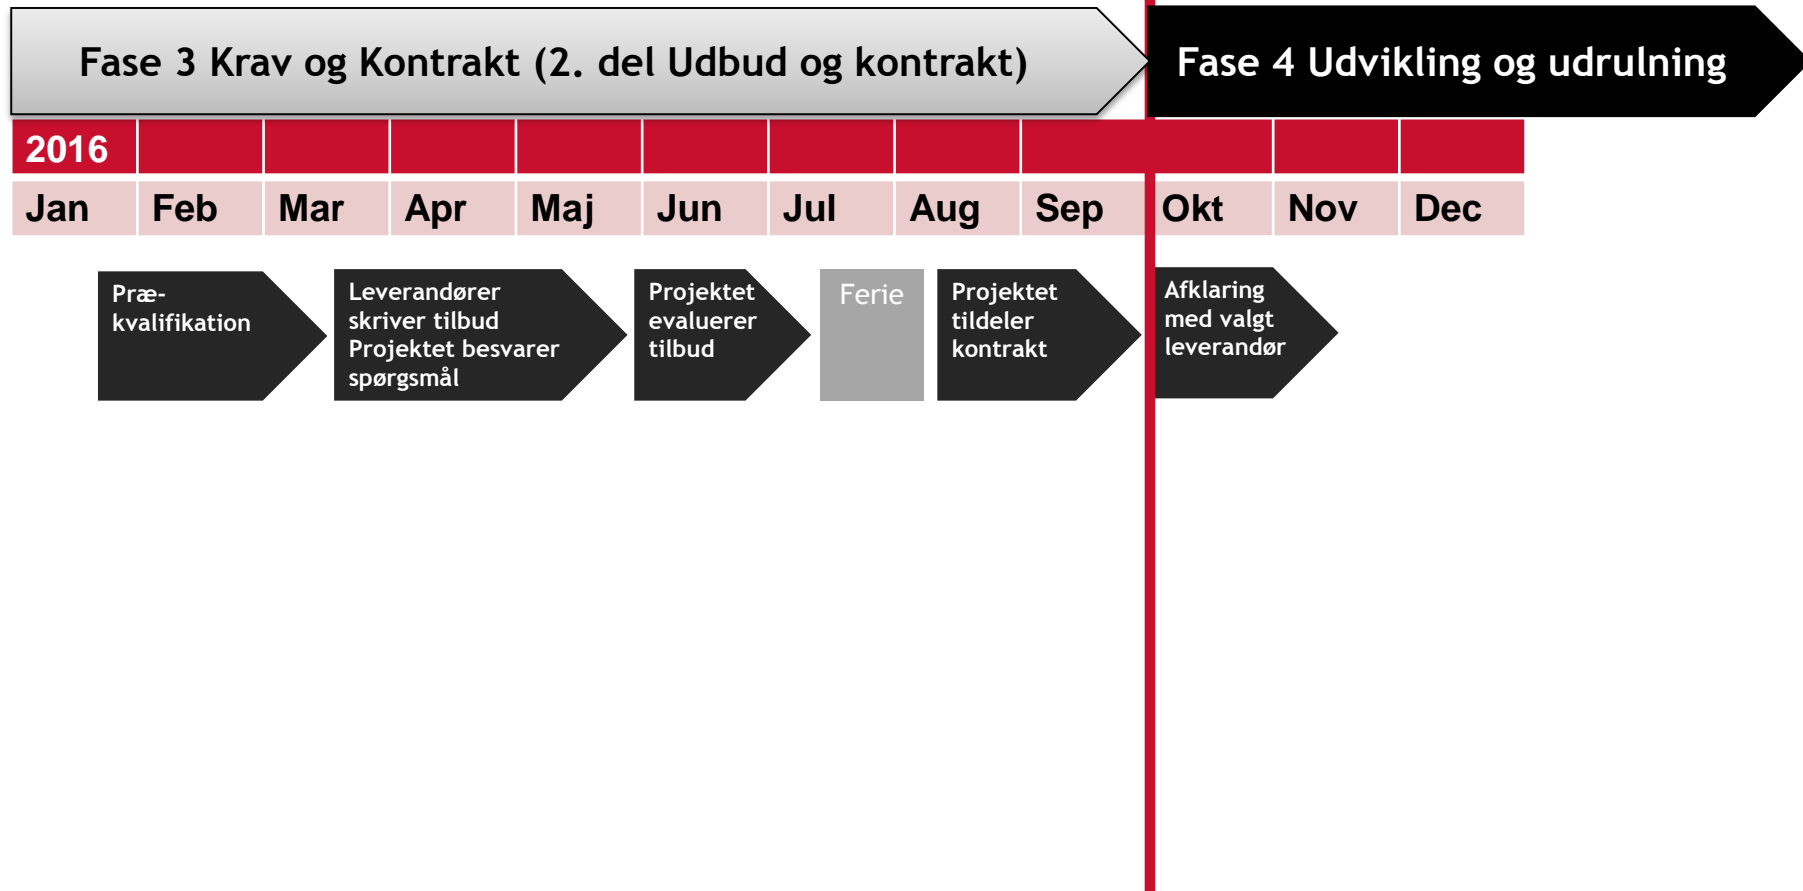 Fase 3 Krav og Kontrakt (2. del Udbud og kontrakt)
Fase 4 Udvikling og udrulning
2016
Jan Feb Mar Apr Maj Jun Jul Aug Sep Okt Nov Dec
Præ-
kvalifikation
Leverandører
skriver tilbud
Projektet besvarer
spørgsmål
Projektet
evaluerer
tilbud
Ferie
Projektet
tildeler
kontrakt
Afklaring
med valgt
leverandør